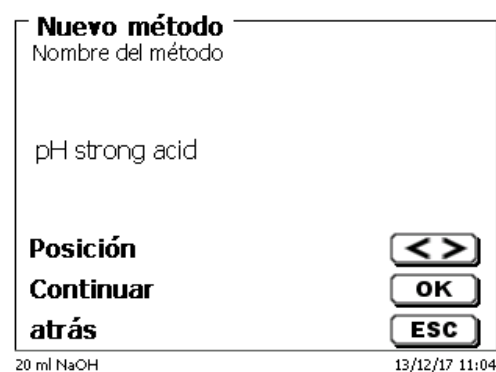 Nuevo método
Nombre del método
pH strong acid
Posición < >
Continuar OK
atrás ESC
20 ml NaOH 13/12/17 11:04